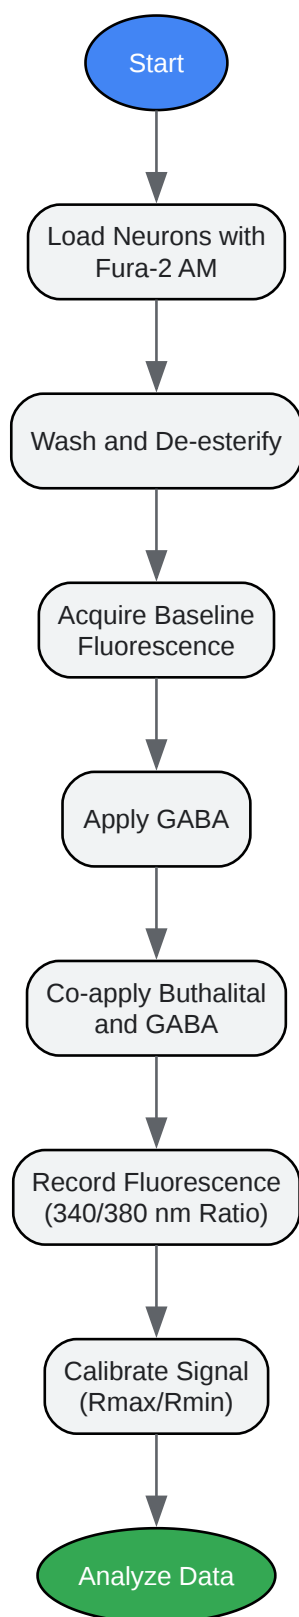 Start
Load Neurons with
Fura-2 AM
Wash and De-esterify
Acquire Baseline
Fluorescence
Apply GABA
Co-apply Buthalital
and GABA
Record Fluorescence
(340/380 nm Ratio)
Calibrate Signal
(Rmax/Rmin)
Analyze Data